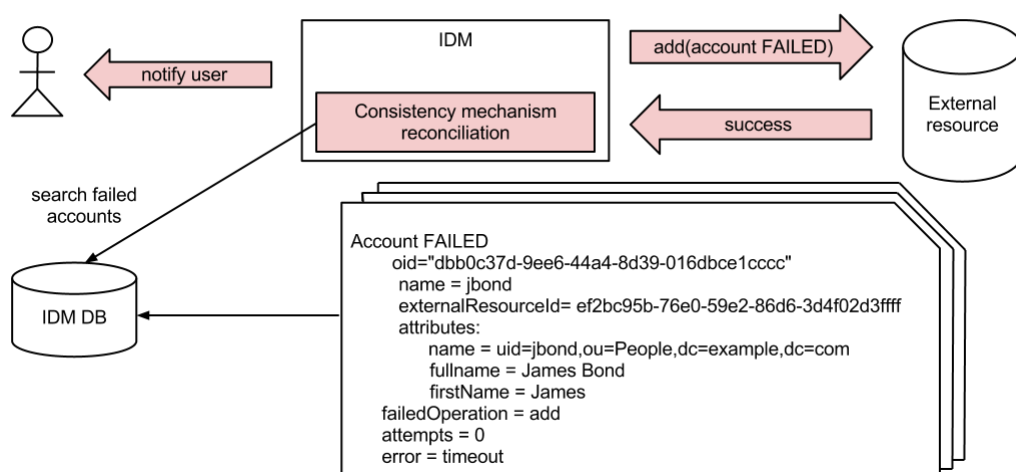 IDM
add(account FAILED)
notify user
External
resource
Consistency mechanism
reconciliation
success
search failed
accounts
IDM DB
Account FAILED
oid="dbb0c37d-9ee6-44a4-8d39-016dbce1cccc"
name = jbond
externalResourceId= ef2bc95b-76e0-59e2-86d6-3d4f02d3ffff
attributes:
name = uid=jbond,ou=People,dc=example,dc=com
fullname = James Bond
firstName = James
failedOperation = add
attempts = 0
error = timeout